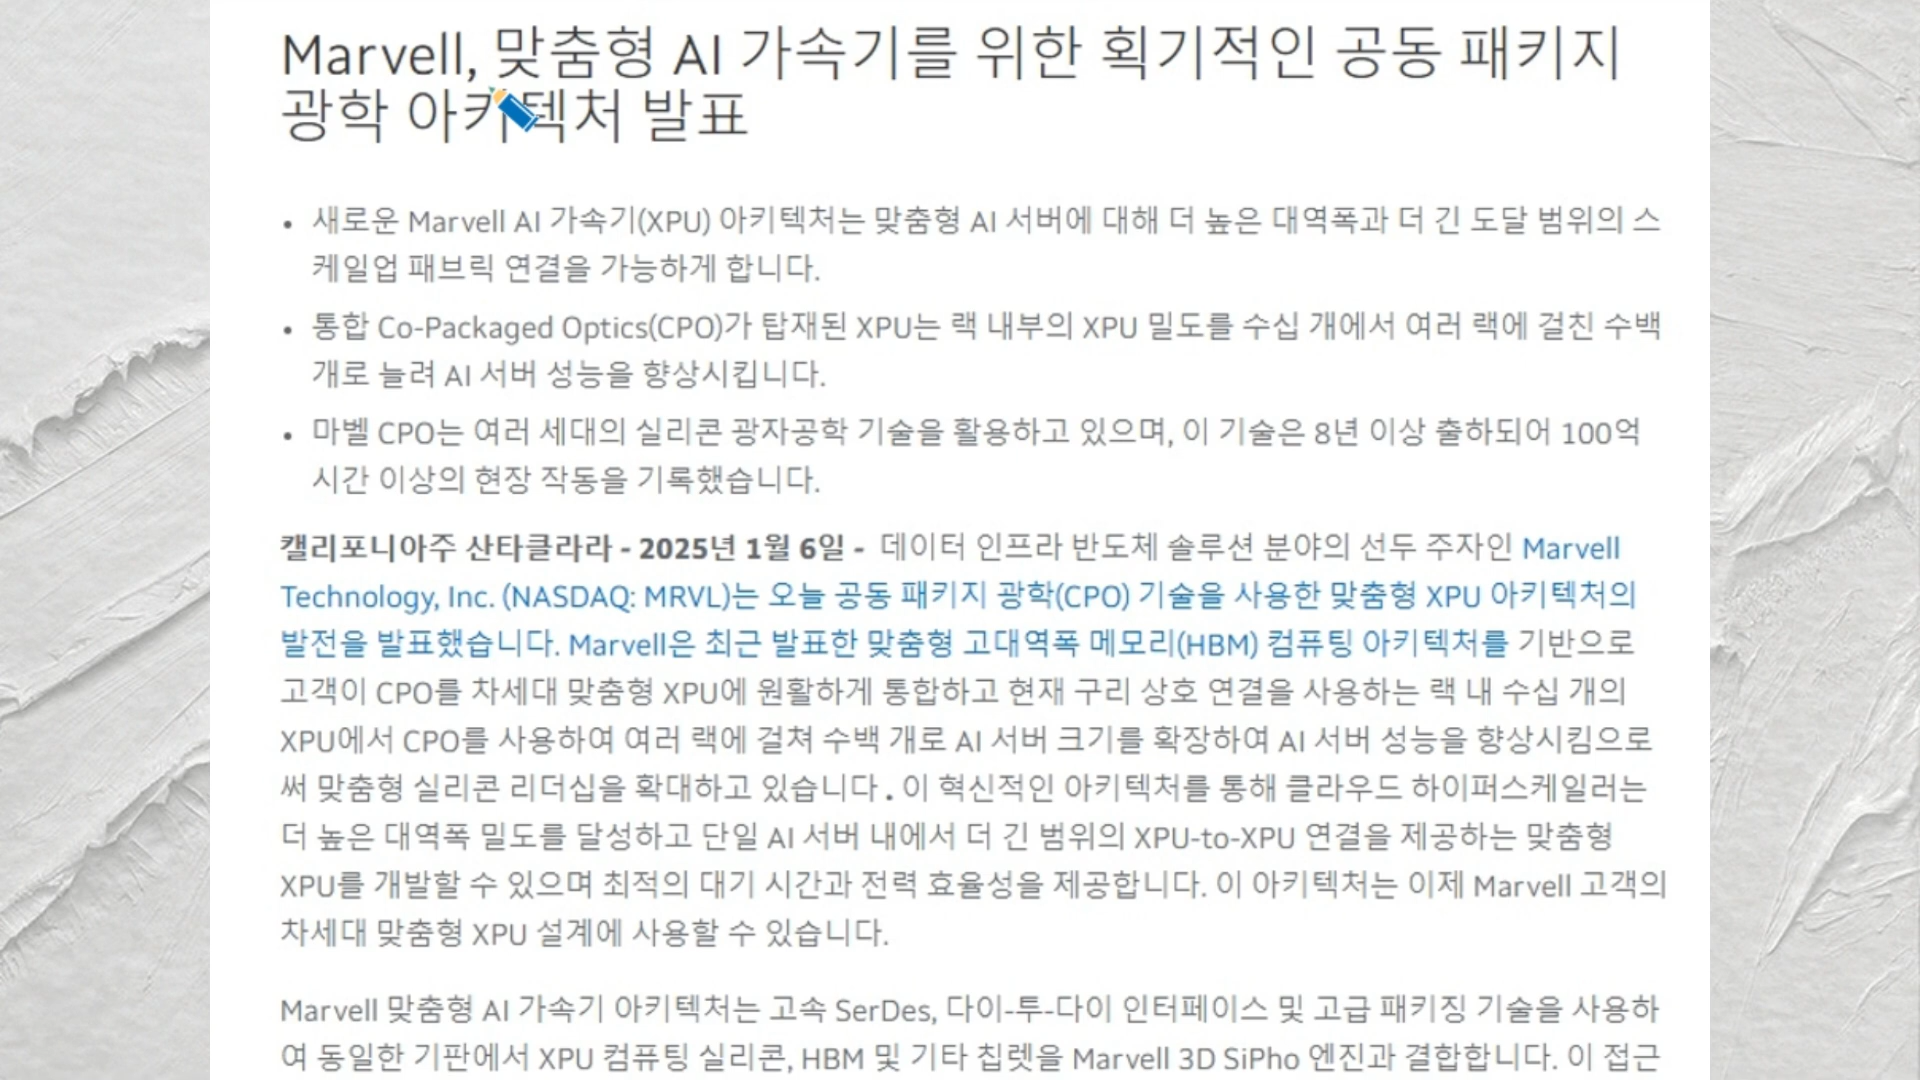 Marvell, 맞춤형 AI 가속기를 위한 획기적인 공동 패키지
광학 아키텍처 발표
• 새로운 Marvell AI 가속기(XPU) 아키텍처는 맞춤형 AI 서버에 대해 더 높은 대역폭과 더 긴 도달 범위의 스
케일업 패브릭 연결을 가능하게 합니다.
• 통합 Co-Packaged Optics(CPO)가 탑재된 XPU는 랙 내부의 XPU 밀도를 수십 개에서 여러 랙에 걸친 수백
개로 늘려 AI 서버 성능을 향상시킵니다.
• 마벨 CPO는 여러 세대의 실리콘 광자공학 기술을 활용하고 있으며, 이 기술은 8년 이상 출하되어 100억
시간 이상의 현장 작동을 기록했습니다.
캘리포니아주 산타클라라 - 2025년 1월 6일 - 데이터 인프라 반도체 솔루션 분야의 선두 주자인 Marvell
Technology, Inc. (NASDAQ: MRVL)는 오늘 공동 패키지 광학(CPO) 기술을 사용한 맞춤형 XPU 아키텍처의
발전을 발표했습니다. Marvell은 최근 발표한 맞춤형 고대역폭 메모리(HBM) 컴퓨팅 아키텍처를 기반으로
고객이 CPO를 차세대 맞춤형 XPU에 원활하게 통합하고 현재 구리 상호 연결을 사용하는 랙 내 수십 개의
XPU에서 CPO를 사용하여 여러 랙에 걸쳐 수백 개로 AI 서버 크기를 확장하여 AI 서버 성능을 향상시킴으로
써 맞춤형 실리콘 리더십을 확대하고 있습니다 . 이 혁신적인 아키텍처를 통해 클라우드 하이퍼스케일러는
더 높은 대역폭 밀도를 달성하고 단일 AI 서버 내에서 더 긴 범위의 XPU-to-XPU 연결을 제공하는 맞춤형
XPU를 개발할 수 있으며 최적의 대기 시간과 전력 효율성을 제공합니다. 이 아키텍처는 이제 Marvell 고객의
차세대 맞춤형 XPU 설계에 사용할 수 있습니다.
Marvell 맞춤형 AI 가속기 아키텍처는 고속 SerDes, 다이-투-다이 인터페이스 및 고급 패키징 기술을 사용하
여 동일한 기판에서 XPU 컴퓨팅 실리콘, HBM 및 기타 칩렛을 Marvell 3D SiPho 엔진과 결합합니다. 이 접근